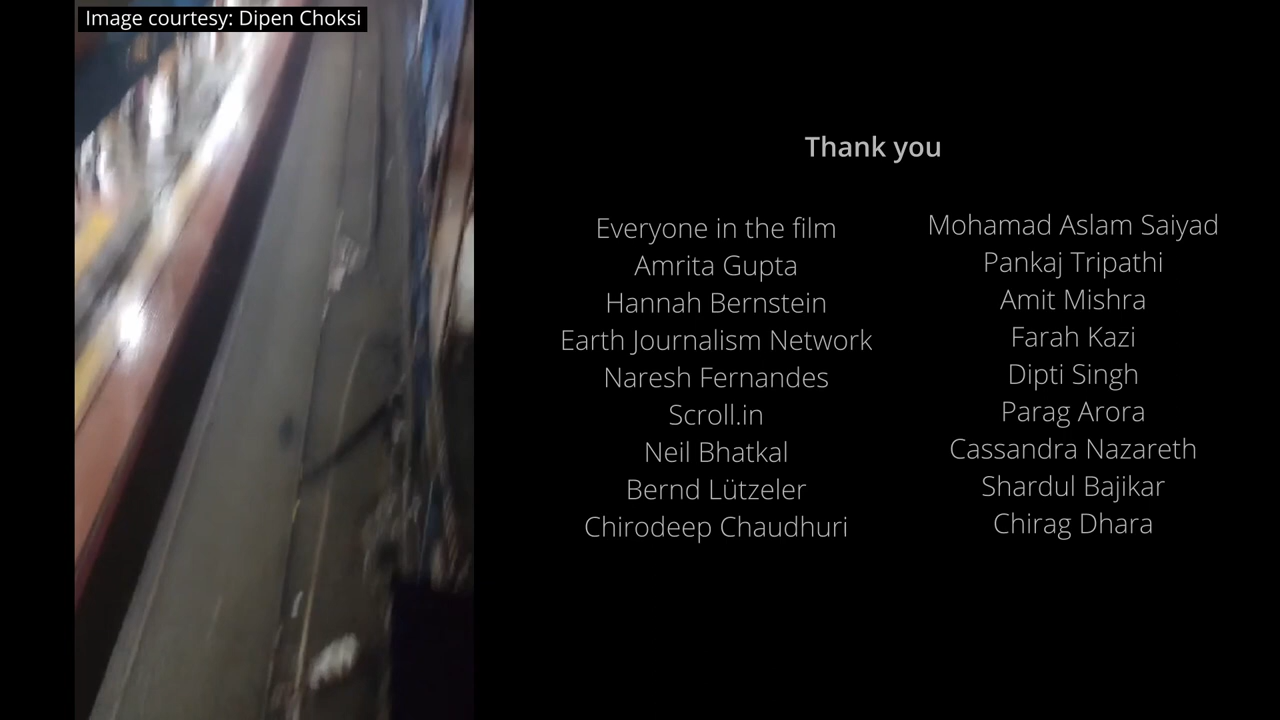 Image courtesy: Dipen Choksi
Thank you
Everyone in the film
Amrita Gupta
Hannah Bernstein
Earth Journalism Network
Naresh Fernandes
Scroll.in
Neil Bhatkal
Bernd Lützeler
Chirodeep Chaudhuri
Mohamad Aslam Saiyad
Pankaj Tripathi
Amit Mishra
Farah Kazi
Dipti Singh
Parag Arora
Cassandra Nazareth
Shardul Bajikar
Chirag Dhara